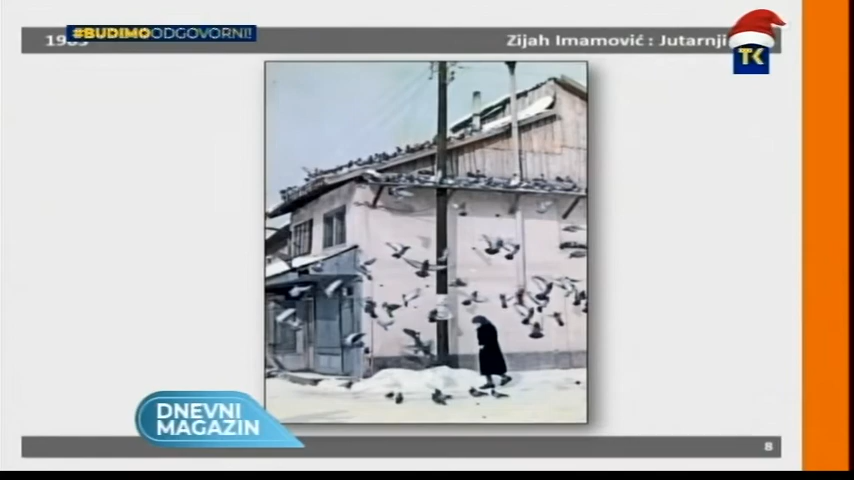 #BUDIMOODGOVORNI!
Zijah Imamović : Jutarnji
TK
DNEVNI
MAGAZIN
8